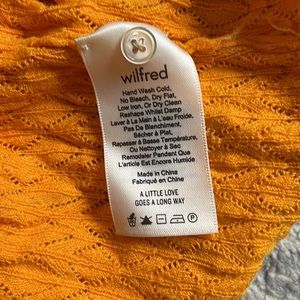 wilfred
Hand Wash Cold,
No Bleach, Dry Flat,
Low Iron, Or Dry Clean
Reshape Whilst Damp
Laver À La Main À L'eau Froide,
Pas De Blanchiment,
Sécher à Plat,
Repasser à Basse Température,
Ou Nettoyer à Sec
Remodeler Pendant Que
L'article Est Encore Humide
Made in China
Fabriqué en Chine
A LITTLE LOVE
GOES A LONG WAY